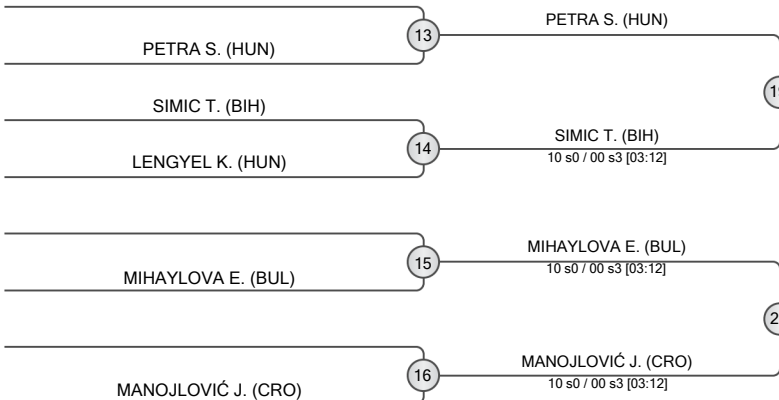 PETRA S. (HUN)
13
PETRA S. (HUN)
SIMIC T. (BIH)
14
LENGYEL K. (HUN)
SIMIC T. (BIH)
10 s0 / 00 s3 [03:12]
15
MIHAYLOVA E. (BUL)
MIHAYLOVA E. (BUL)
10 s0 / 00 s3 [03:12]
16
MANOJLOVIĆ J. (CRO)
MANOJLOVIĆ J. (CRO)
10 s0 / 00 s3 [03:12]